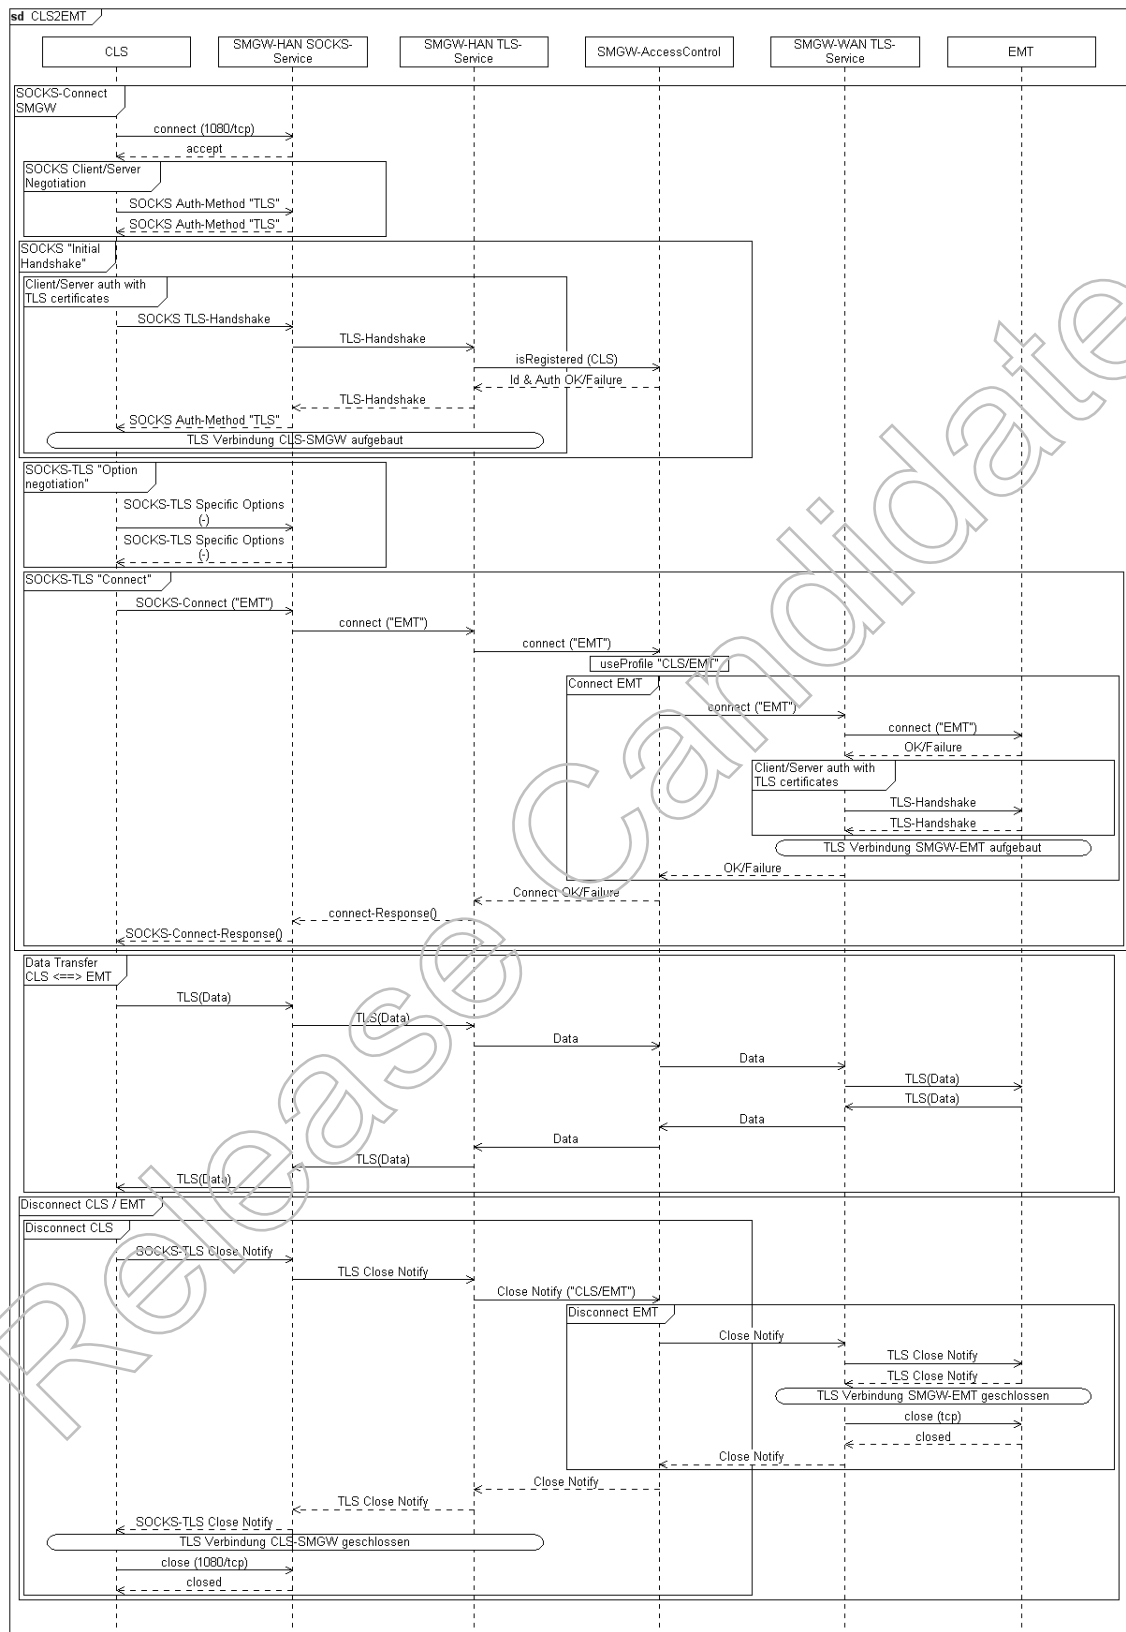 sd CLS2EMT
CLS
SMGW-HAN SOCKS-
Service
SMGW-HAN TLS-
Service
SMGW-AccessControl
SMGW-WAN TLS-
Service
EMT
SOCKS-Connect
SMGW
connect (1080/tcp)
accept
SOCKS Client/Server
Negotiation
SOCKS Auth-Method "TLS"
SOCKS Auth-Method "TLS"
SOCKS "Initial
Handshake"
Client/Server auth with
TLS certificates
SOCKS TLS-Handshake
TLS-Handshake
isRegistered (CLS)
Id & Auth OK/Failure
TLS-Handshake
SOCKS Auth-Method "TLS"
TLS Verbindung CLS-SMGW aufgebaut
SOCKS-TLS "Option
negotiation"
SOCKS-TLS Specific Options
(-)
SOCKS-TLS Specific Options
(-)
SOCKS-TLS "Connect"
SOCKS-Connect ("EMT")
connect ("EMT")
connect ("EMT")
useProfile "CLS/EMT"
Connect EMT
connect ("EMT")
connect ("EMT")
OK/Failure
Client/Server auth with
TLS certificates
TLS-Handshake
TLS-Handshake
TLS Verbindung SMGW-EMT aufgebaut
OK/Failure
Connect OK/Failure
connect-Response()
SOCKS-Connect-Response()
Data Transfer
CLS <==> EMT
TLS(Data)
TLS(Data)
Data
Data
TLS(Data)
TLS(Data)
Data
Data
TLS(Data)
TLS(Data)
Disconnect CLS / EMT
Disconnect CLS
SOCKS-TLS Close Notify
TLS Close Notify
Close Notify ("CLS/EMT")
Disconnect EMT
Close Notify
TLS Close Notify
TLS Close Notify
TLS Verbindung SMGW-EMT geschlossen
close (tcp)
closed
Close Notify
Close Notify
TLS Close Notify
SOCKS-TLS Close Notify
TLS Verbindung CLS-SMGW geschlossen
close (1080/tcp)
closed
Release Candidate